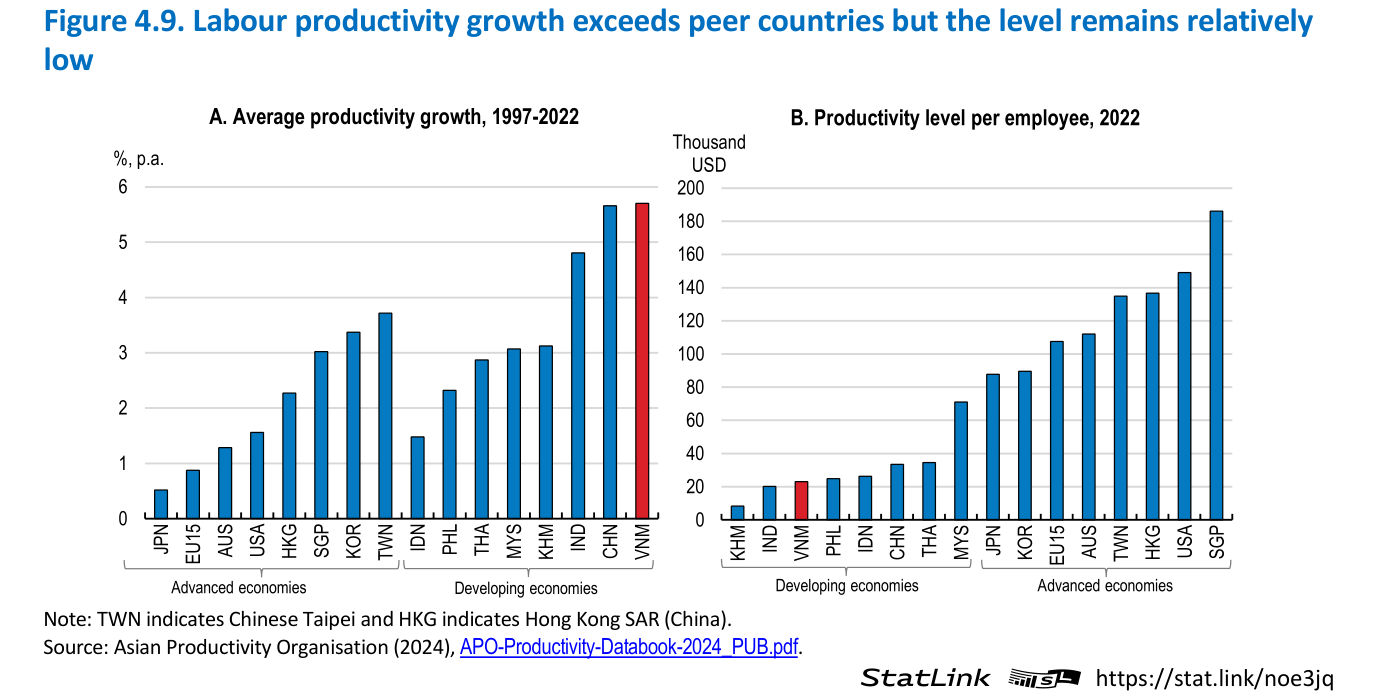 Figure 4.9. Labour productivity growth exceeds peer countries but the level remains relatively
low
A. Average productivity growth, 1997-2022
%, p.a.
6
5
4
3
2
1
0
JPN
EU15
AUS
USA
HKG
SGP
KOR
TWN
IDN
PHL
THA
MYS
KHM
IND
CHN
VNM
Advanced economies
Developing economies
B. Productivity level per employee, 2022
Thousand
USD
200
180
160
140
120
100
80
60
40
20
0
KHM
IND
VNM
PHL
IDN
CHN
THA
MYS
JPN
KOR
EU15
AUS
TWN
HKG
USA
SGP
Developing economies
Advanced economies
Note: TWN indicates Chinese Taipei and HKG indicates Hong Kong SAR (China).
Source: Asian Productivity Organisation (2024), APO-Productivity-Databook-2024_PUB.pdf.
StatLink SL https://stat.link/noe3jq